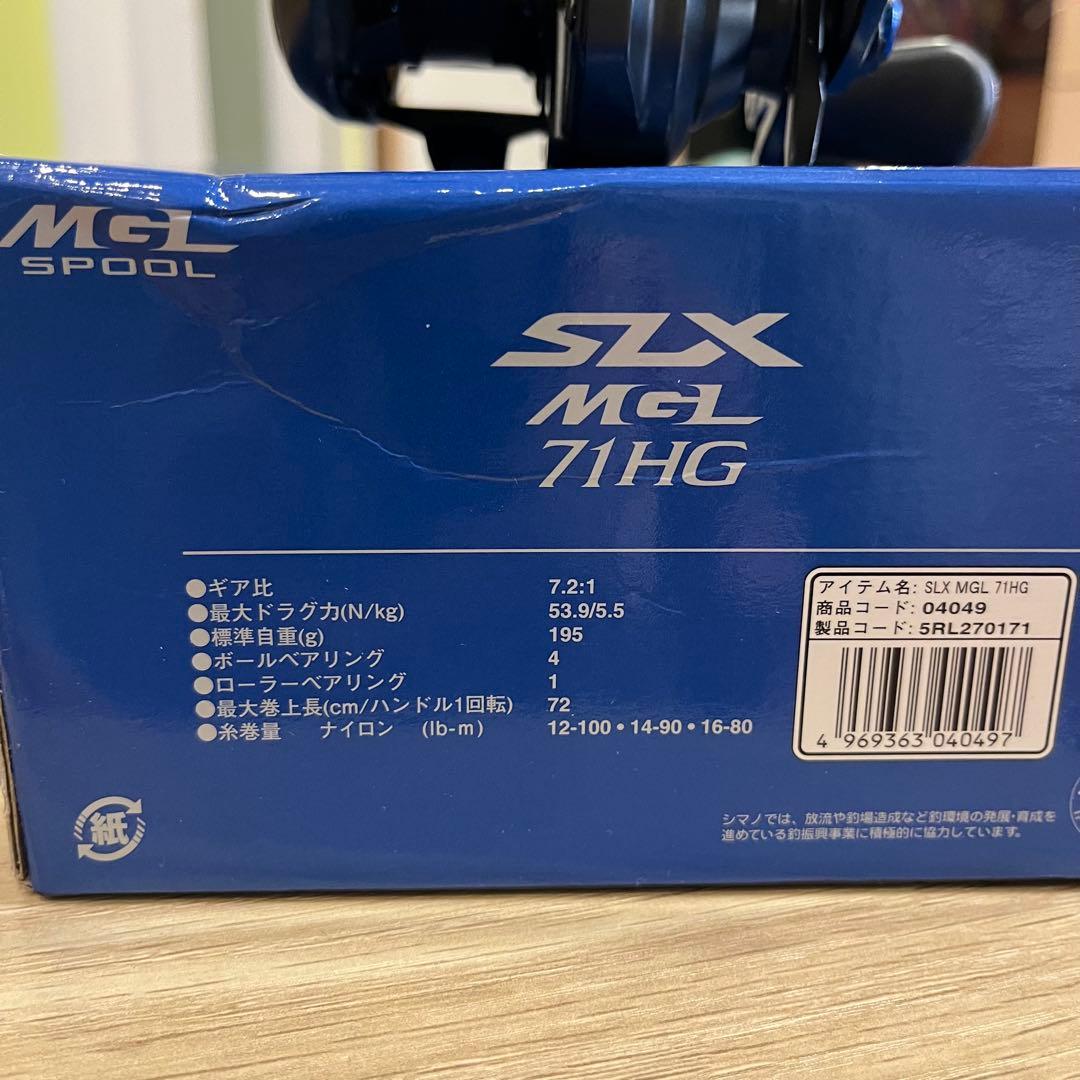 MGL
SPOOL
SLX
MGL
71HG
●ギア比 7.2:1
●最大ドラグ力(N/kg) 53.9/5.5
●標準自重(g) 195
●ボールベアリング 4
●ローラーベアリング 1
●最大巻上長(cm/ハンドル1回転) 72
●糸巻量 ナイロン (lb-m) 12-100・14-90・16-80
アイテム名: SLX MGL 71HG
商品コード: 04049
製品コード: 5RL270171
4 969363 040497
紙
シマノでは、放流や釣場造成など釣環境の発展・育成を
進めている釣振興事業に積極的に協力しています。